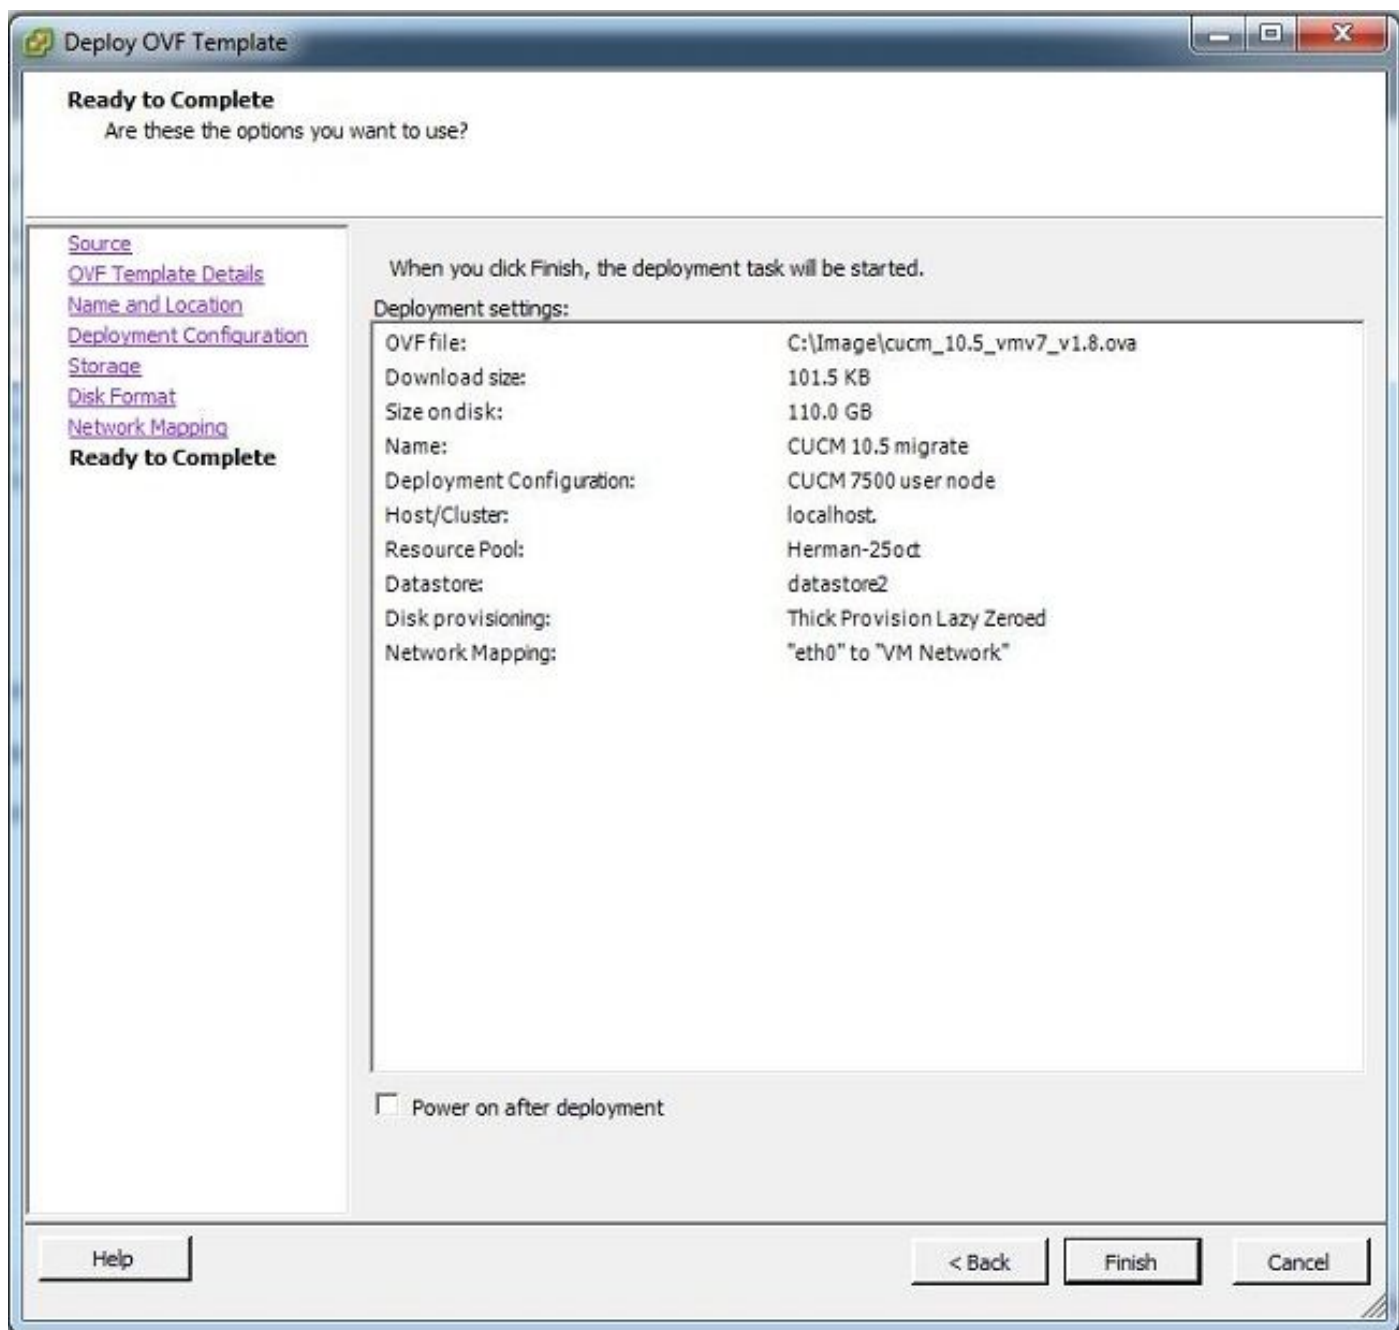 Deploy OVF Template
Ready to Complete
Are these the options you want to use?
Source
OVF Template Details
Name and Location
Deployment Configuration
Storage
Disk Format
Network Mapping
Ready to Complete
When you click Finish, the deployment task will be started.
Deployment settings:
OVF file: C:\Image\cucm_10.5_vmv7_v1.8.ova
Download size: 101.5 KB
Size on disk: 110.0 GB
Name: CUCM 10.5 migrate
Deployment Configuration: CUCM 7500 user node
Host/Cluster: localhost.
Resource Pool: Herman-25oct
Datastore: datastore2
Disk provisioning: Thick Provision Lazy Zeroed
Network Mapping: "eth0" to "VM Network"
Power on after deployment
Help < Back Finish Cancel